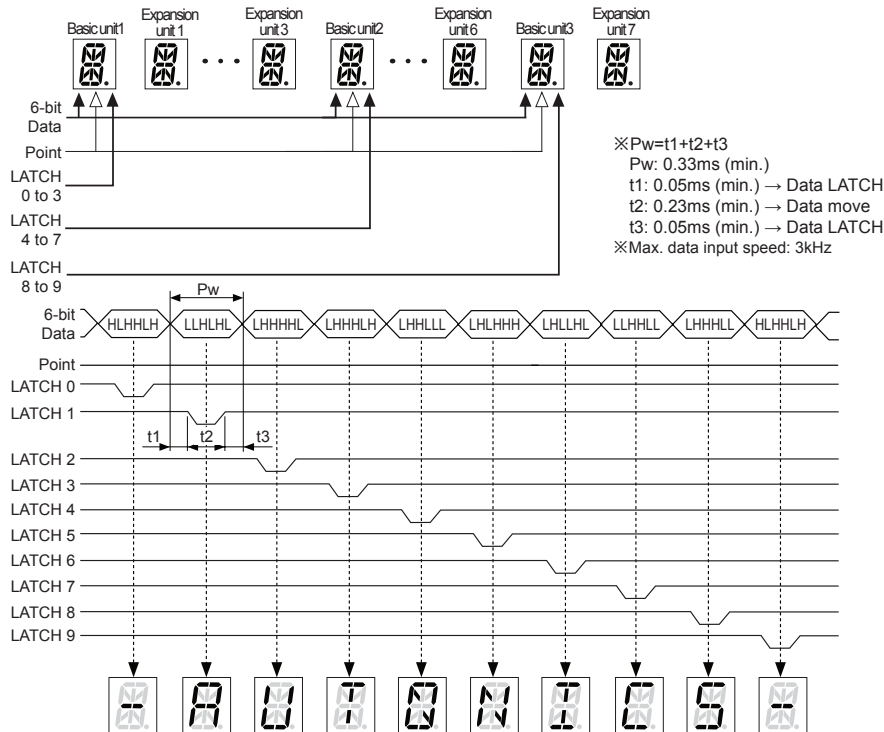 Basic unit1
Expansion
unit 1
Expansion
unit 3
Basic unit2
Expansion
unit 6
Basic unit3
Expansion
unit 7
6-bit
Data
Point
LATCH
0 to 3
LATCH
4 to 7
LATCH
8 to 9
※Pw=t1+t2+t3
Pw: 0.33ms (min.)
t1: 0.05ms (min.) → Data LATCH
t2: 0.23ms (min.) → Data move
t3: 0.05ms (min.) → Data LATCH
※Max. data input speed: 3kHz
Pw
6-bit
Data
HLHHLH LLHLHL LHHHHL LHHHLH LHHLLL LHLHHH LHLLHL LLHHLL LHHHLL HLHHLH
Point
LATCH 0
LATCH 1
t1 t2 t3
LATCH 2
LATCH 3
LATCH 4
LATCH 5
LATCH 6
LATCH 7
LATCH 8
LATCH 9
- A U T O N I C S -